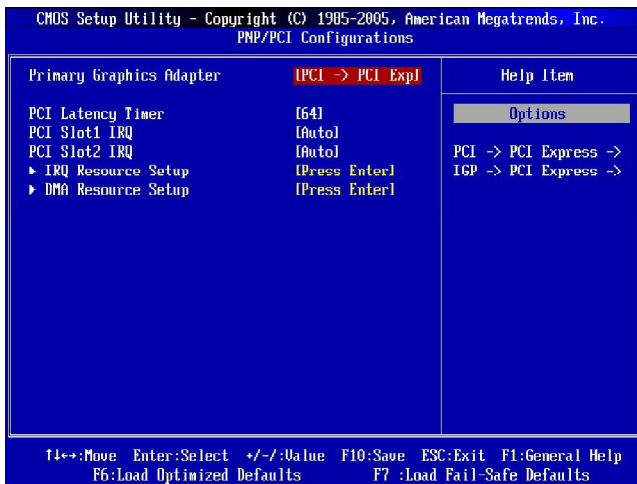 CMOS Setup Utility - Copyright (C) 1985-2005, American Megatrends, Inc.
PNP/PCI Configurations
Primary Graphics Adapter [PCI -> PCI Exp]
PCI Latency Timer [64]
PCI Slot1 IRQ [Auto]
PCI Slot2 IRQ [Auto]
► IRQ Resource Setup [Press Enter]
► DMA Resource Setup [Press Enter]
Help Item
Options
PCI -> PCI Express ->
IGP -> PCI Express ->
↑↓←→:Move Enter:Select +/-/:Value F10:Save ESC:Exit F1:General Help
F6:Load Optimized Defaults F7 :Load Fail-Safe Defaults